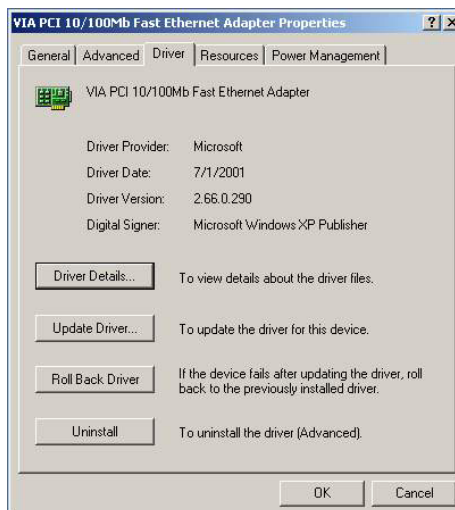 VIA PCI 10/100Mb Fast Ethernet Adapter Properties
General Advanced Driver Resources Power Management
VIA PCI 10/100Mb Fast Ethernet Adapter
Driver Provider: Microsoft
Driver Date: 7/1/2001
Driver Version: 2.66.0.290
Digital Signer: Microsoft Windows XP Publisher
Driver Details... To view details about the driver files.
Update Driver... To update the driver for this device.
Roll Back Driver If the device fails after updating the driver, roll
back to the previously installed driver.
Uninstall To uninstall the driver (Advanced).
OK Cancel